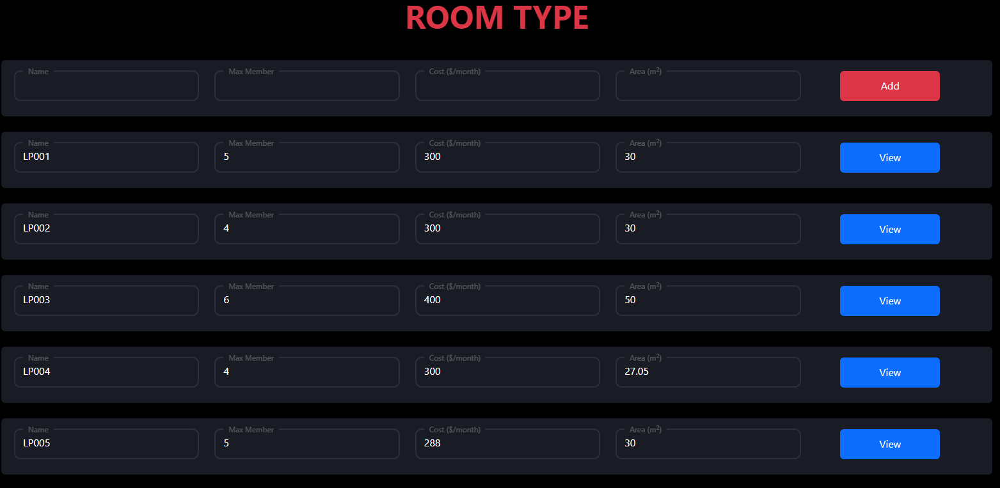 ROOM TYPE
Name Max Member Cost ($/month) Area (m²)
Add
Name Max Member Cost ($/month) Area (m²)
LP001 5 300 30 View
Name Max Member Cost ($/month) Area (m²)
LP002 4 300 30 View
Name Max Member Cost ($/month) Area (m²)
LP003 6 400 50 View
Name Max Member Cost ($/month) Area (m²)
LP004 4 300 27.05 View
Name Max Member Cost ($/month) Area (m²)
LP005 5 288 30 View